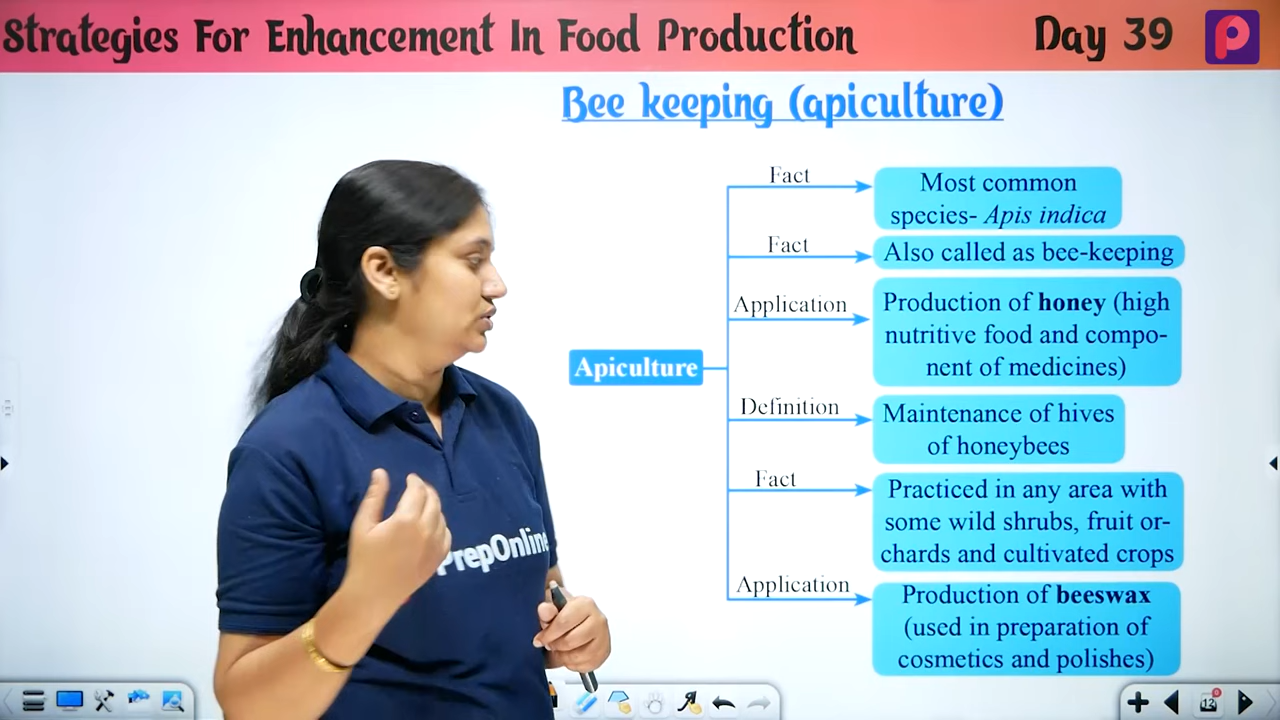 Strategies For Enhancement In Food Production
Day 39
Bee keeping (apiculture)
Fact
Most common
species- Apis indica
Fact
Also called as bee-keeping
Application
Production of honey (high
nutritive food and compo-
nent of medicines)
Apiculture
Definition
Maintenance of hives
of honeybees
Fact
Practiced in any area with
some wild shrubs, fruit or-
chards and cultivated crops
Application
Production of beeswax
(used in preparation of
cosmetics and polishes)
PrepOnline
12